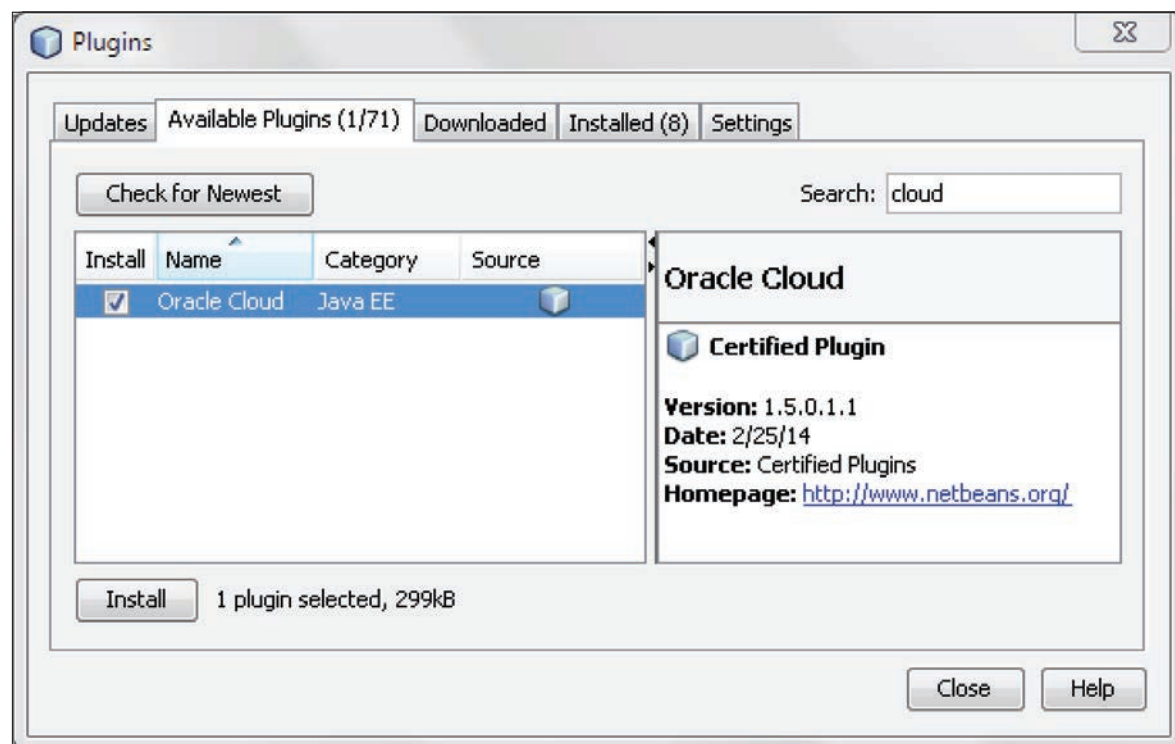 Plugins
Updates Available Plugins (1/71) Downloaded Installed (8) Settings
Check for Newest Search: cloud
Install Name Category Source
Oracle Cloud Java EE
Oracle Cloud
Certified Plugin
Version: 1.5.0.1.1
Date: 2/25/14
Source: Certified Plugins
Homepage: http://www.netbeans.org/
Install 1 plugin selected, 299kB
Close Help